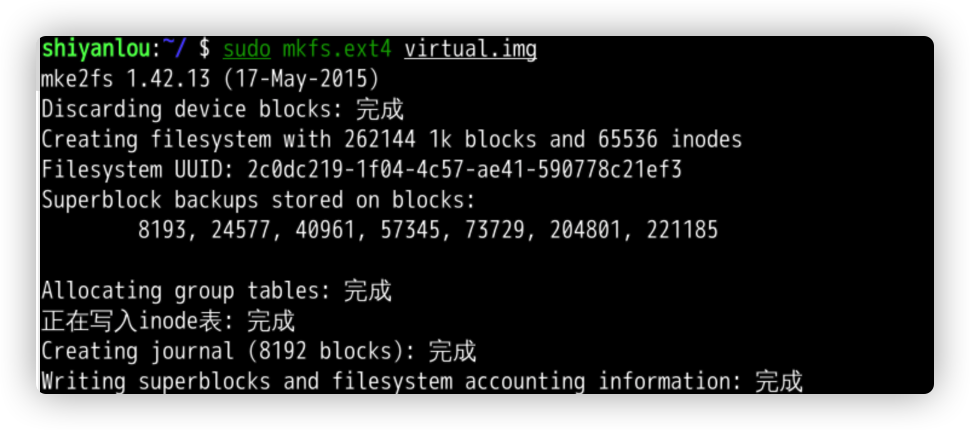 shiyanlou:~/ $ sudo mkfs.ext4 virtual.img
mke2fs 1.42.13 (17-May-2015)
Discarding device blocks: 完成
Creating filesystem with 262144 1k blocks and 65536 inodes
Filesystem UUID: 2c0dc219-1f04-4c57-ae41-590778c21ef3
Superblock backups stored on blocks:
8193, 24577, 40961, 57345, 73729, 204801, 221185
Allocating group tables: 完成
正在写入inode表: 完成
Creating journal (8192 blocks): 完成
Writing superblocks and filesystem accounting information: 完成